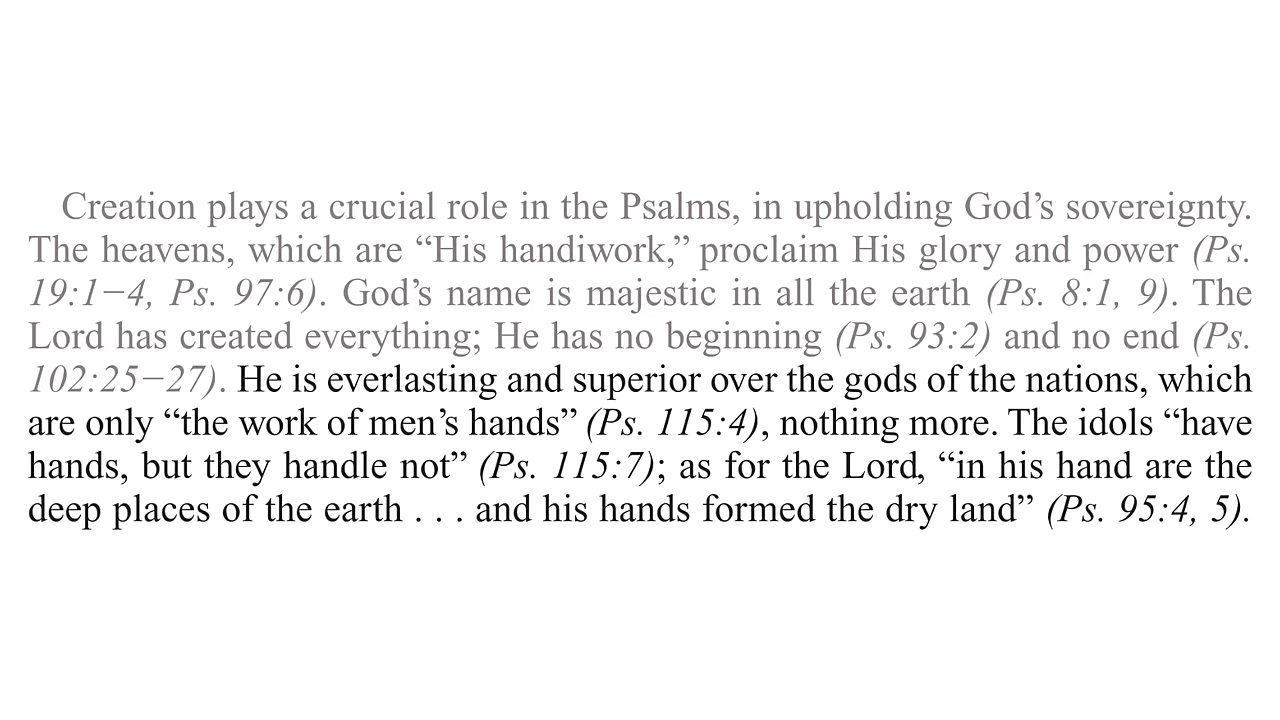 Creation plays a crucial role in the Psalms, in upholding God’s sovereignty.
The heavens, which are “His handiwork,” proclaim His glory and power (Ps.
19:1−4, Ps. 97:6). God’s name is majestic in all the earth (Ps. 8:1, 9). The
Lord has created everything; He has no beginning (Ps. 93:2) and no end (Ps.
102:25−27). He is everlasting and superior over the gods of the nations, which
are only “the work of men’s hands” (Ps. 115:4), nothing more. The idols “have
hands, but they handle not” (Ps. 115:7); as for the Lord, “in his hand are the
deep places of the earth . . . and his hands formed the dry land” (Ps. 95:4, 5).